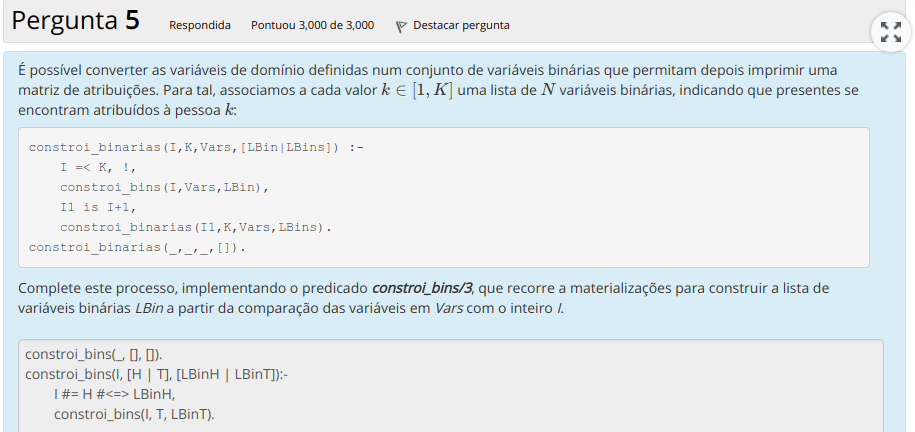 Pergunta 5 Respondida Pontuou 3,000 de 3,000 Destacar pergunta
É possível converter as variáveis de domínio definidas num conjunto de variáveis binárias que permitam depois imprimir uma
matriz de atribuições. Para tal, associamos a cada valor k ∈ [1, K] uma lista de N variáveis binárias, indicando que presentes se
encontram atribuídos à pessoa k:
constroi_binarias(I,K,Vars,[LBin|LBins]) :-
I =< K, !,
constroi_bins(I,Vars,LBin),
I1 is I+1,
constroi_binarias(I1,K,Vars,LBins).
constroi_binarias(_,_,_,[]).
Complete este processo, implementando o predicado constroi_bins/3, que recorre a materializações para construir a lista de
variáveis binárias LBin a partir da comparação das variáveis em Vars com o inteiro I.
constroi_bins(_, [], []).
constroi_bins(I, [H | T], [LBinH | LBinT]):-
I #= H #<=> LBinH,
constroi_bins(I, T, LBinT).